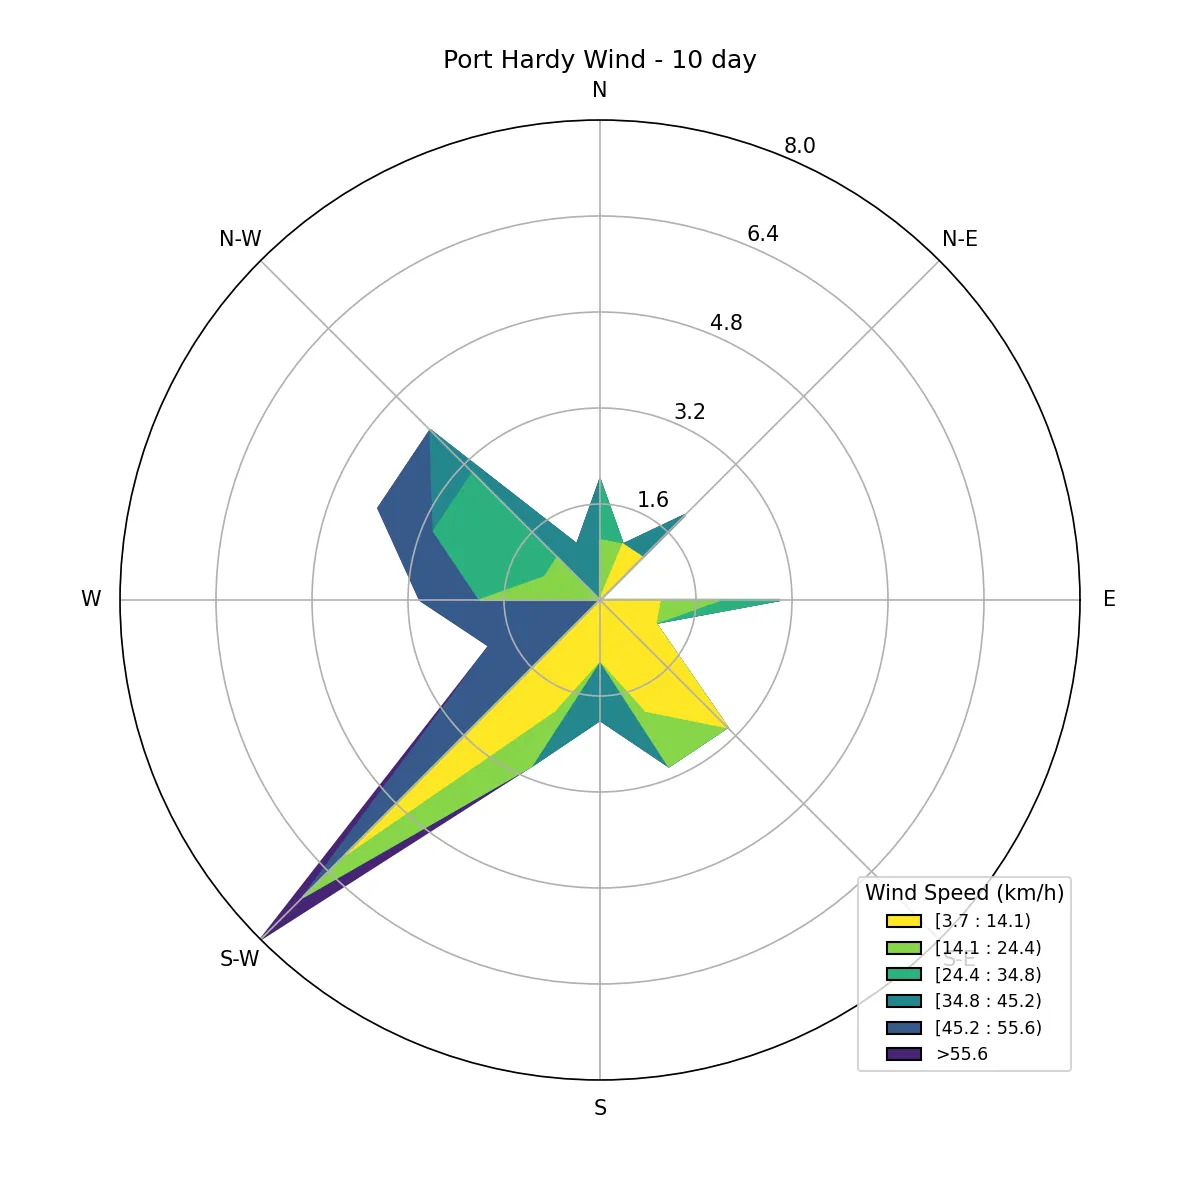 Port Hardy Wind - 10 day
N
8.0
N-W
N-E
6.4
4.8
3.2
1.6
W
E
S-W
S-E
Wind Speed (km/h)
[3.7 : 14.1)
[14.1 : 24.4)
[24.4 : 34.8)
[34.8 : 45.2)
[45.2 : 55.6)
>55.6
S